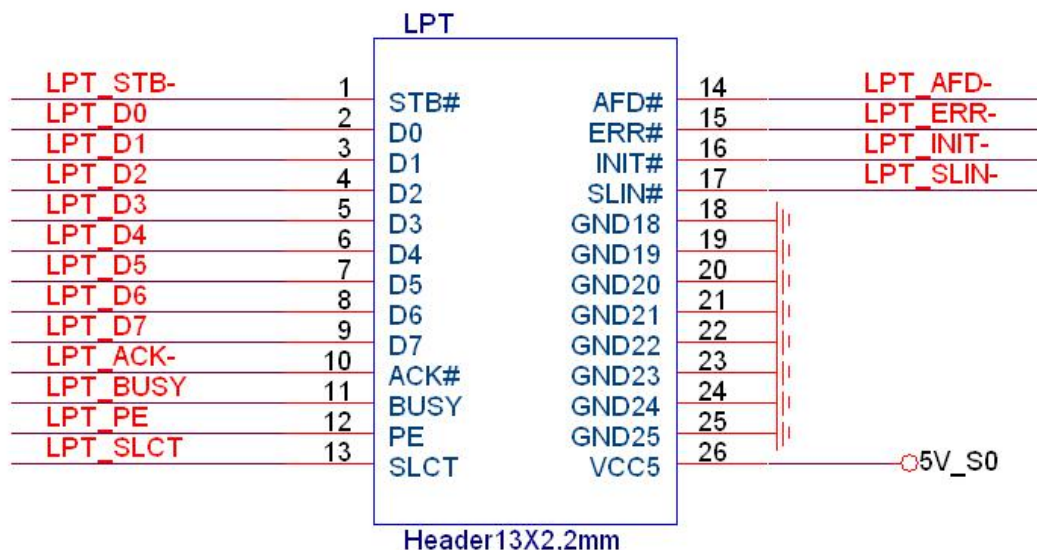 LPT
LPT_STB- 1 STB# AFD# 14 LPT_AFD-
LPT_D0 2 D0 ERR# 15 LPT_ERR-
LPT_D1 3 D1 INIT# 16 LPT_INIT-
LPT_D2 4 D2 SLIN# 17 LPT_SLIN-
LPT_D3 5 D3 GND18 18
LPT_D4 6 D4 GND19 19
LPT_D5 7 D5 GND20 20
LPT_D6 8 D6 GND21 21
LPT_D7 9 D7 GND22 22
LPT_ACK- 10 ACK# GND23 23
LPT_BUSY 11 BUSY GND24 24
LPT_PE 12 PE GND25 25
LPT_SLCT 13 SLCT VCC5 26 5V_S0
Header13X2.2mm